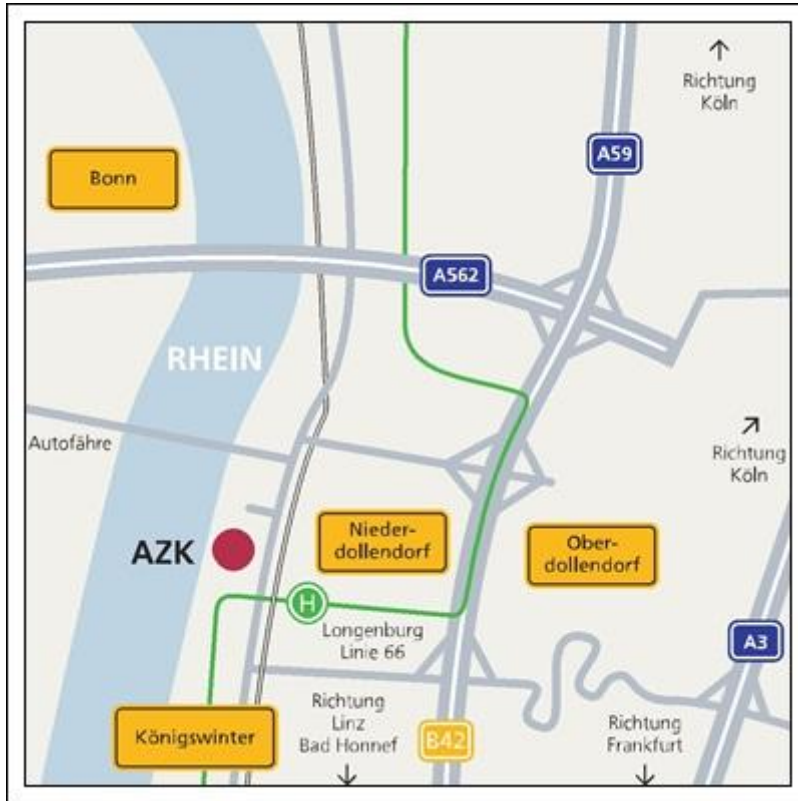 Richtung
Köln
A59
Bonn
A562
RHEIN
Autofähre
Richtung
Köln
AZK
Nieder-
dollendorf
Ober-
dollendorf
H
Longenburg
Linie 66
A3
Richtung
Linz
Bad Honnef
Königswinter
B42
Richtung
Frankfurt